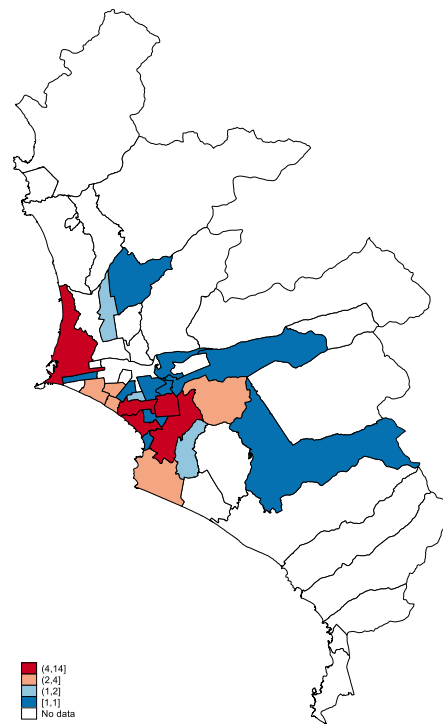 (4,14]
(2,4]
(1,2]
[1,1]
No data